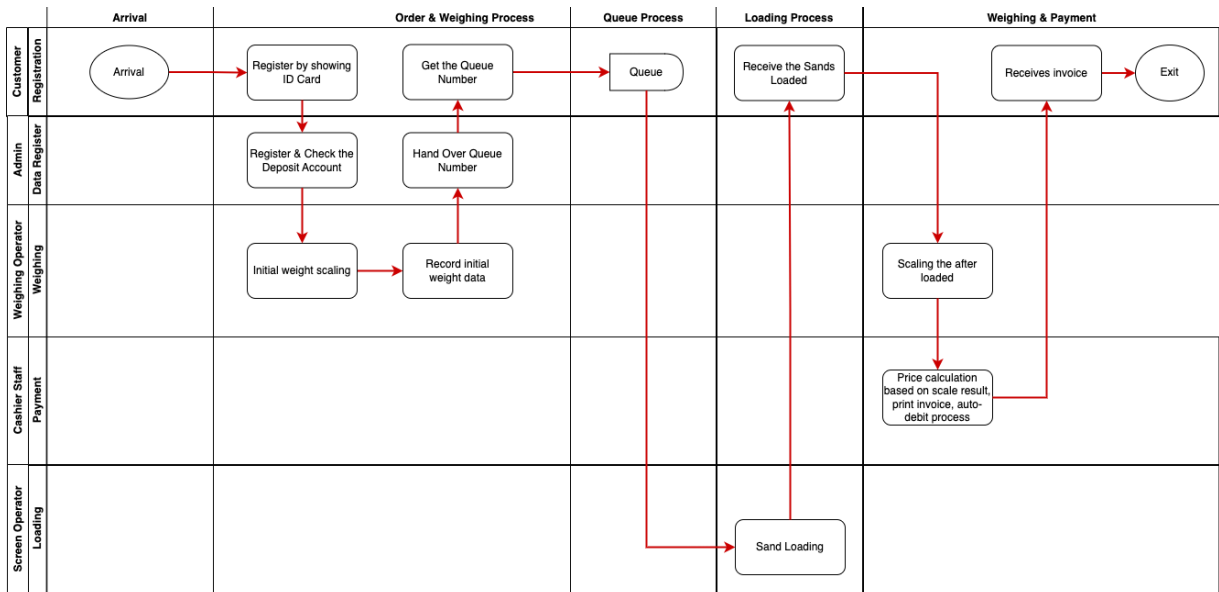 Arrival
Order & Weighing Process
Queue Process
Loading Process
Weighing & Payment
Customer
Registration
Arrival
Register by showing
ID Card
Get the Queue
Number
Queue
Receive the Sands
Loaded
Receives invoice
Exit
Admin
Data Register
Register & Check the
Deposit Account
Hand Over Queue
Number
Weighing Operator
Weighing
Initial weight scaling
Record initial
weight data
Scaling the after
loaded
Cashier Staff
Payment
Price calculation
based on scale result,
print invoice, auto-
debit process
Screen Operator
Loading
Sand Loading